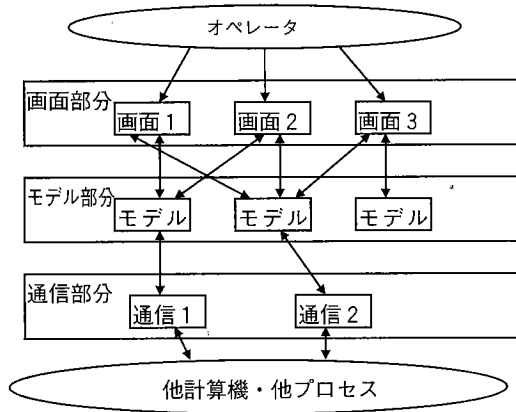 オペレータ
画面部分
画面1
画面2
画面3
モデル部分
モデル
モデル
モデル
通信部分
通信1
通信2
他計算機・他プロセス